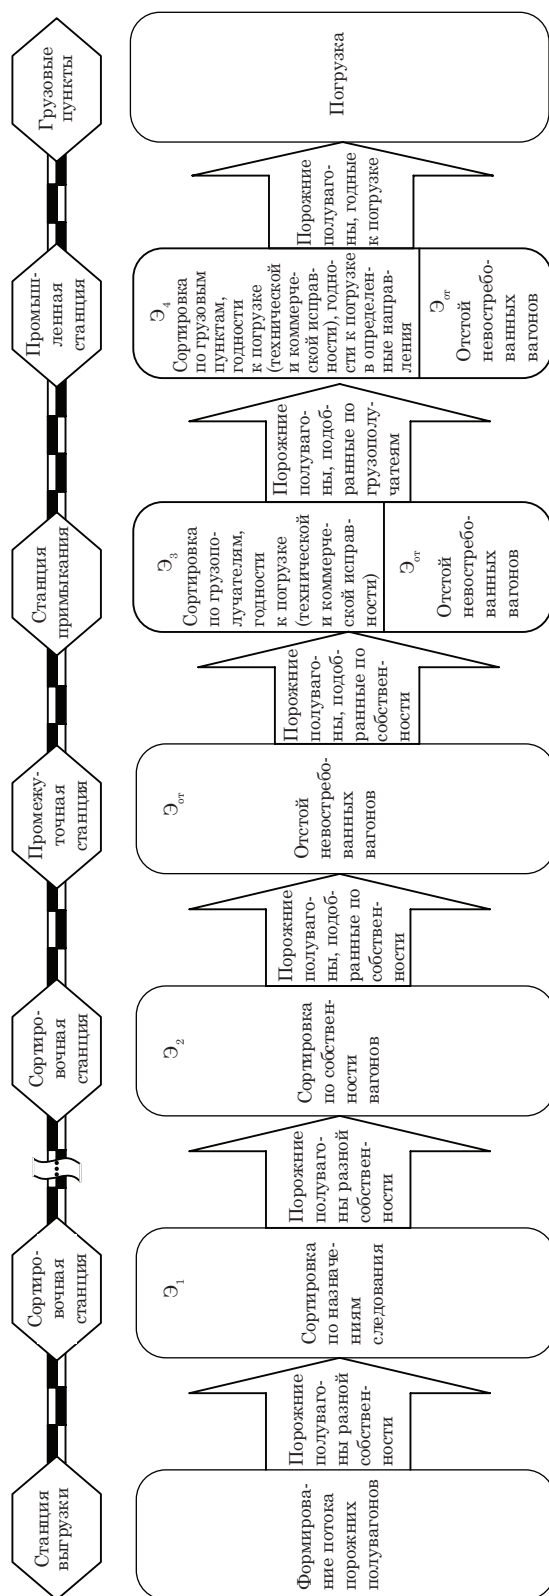 Станция
выгрузки
Сортиро-
вочная
станция
Сортиро-
вочная
станция
Промежу-
точная
станция
Станция
примыкания
Промыш-
ленная
станция
Грузовые
пункты
Формирова-
ние потока
порожних
полувагонов
Порожние
полуваго-
ны разной
собствен-
ности
Э1
Сортировка
по назначе-
ниям
следования
Порожние
полуваго-
ны разной
собствен-
ности
Э2
Сортировка
по собствен-
ности
вагонов
Порожние
полуваго-
ны, подоб-
ранные по
собствен-
ности
Эот
Отстой
невостребо-
ванных
вагонов
Порожние
полуваго-
ны, подоб-
ранные по
собствен-
ности
Э3
Сортировка
по грузопо-
лучателям,
годности
к погрузке
(технической
и коммерче-
ской исправ-
ности)
Эот
Отстой
невостребо-
ванных
вагонов
Порожние
полуваго-
ны, подоб-
ранные по
грузополу-
чатеям
Э4
Сортировка
по грузовым
пунктам,
годности
к погрузке
(технической
и коммерче-
ской исправ-
ности), годно-
сти к погрузке
в определен-
ные направ-
ления
Эот
Отстой
невостребо-
ванных
вагонов
Порожние
полуваго-
ны, годные
к погрузке
Погрузка